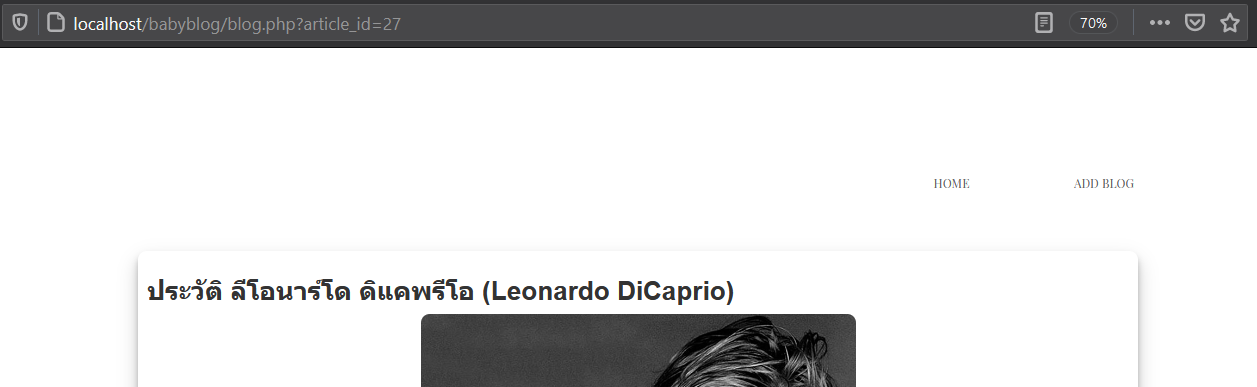 localhost/babyblog/blog.php?article_id=27 70%
HOME ADD BLOG
ประวัติ ลีโอนาร์โด ดิแคพรีโอ (Leonardo DiCaprio)